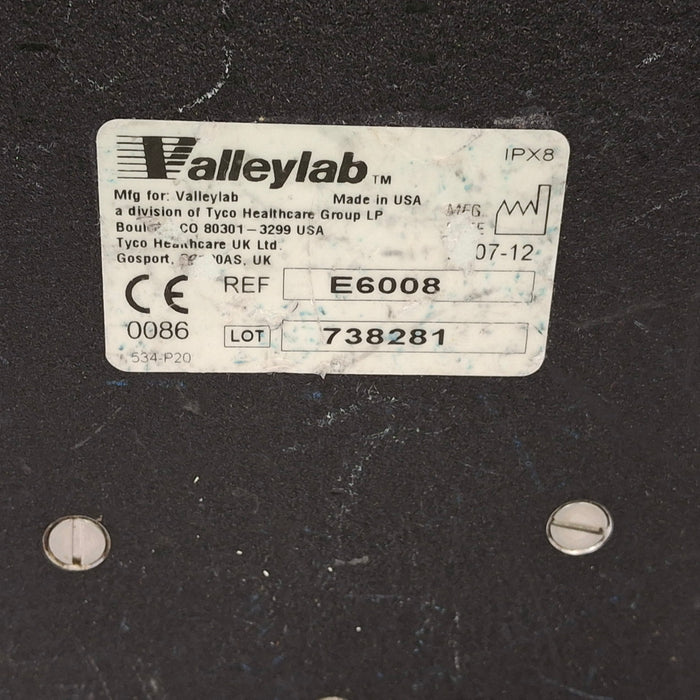 Valleylab™
IPX8
Mfg for: Valleylab Made in USA
a division of Tyco Healthcare Group LP
CO 80301-3299 USA
Tyco Healthcare UK Ltd.
Gosport, UK
MFG.
07-12
CE
0086
534-P20
REF E6008
LOT 738281